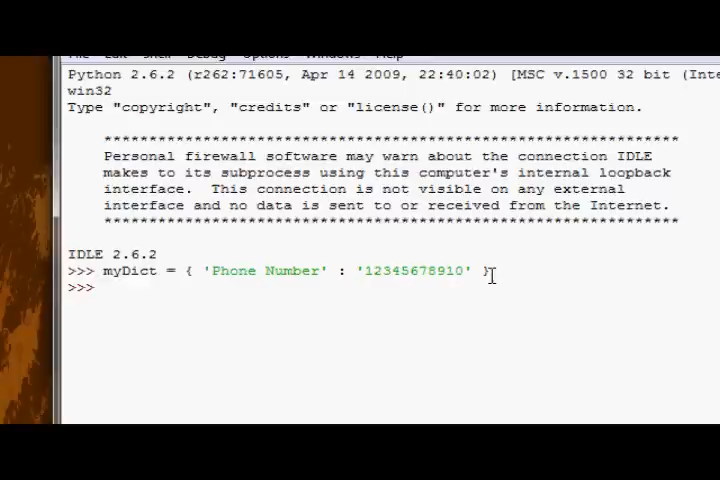 Python 2.6.2 (r262:71605, Apr 14 2009, 22:40:02) [MSC v.1500 32 bit (Inte
win32
Type "copyright", "credits" or "license()" for more information.
****************************************************************
Personal firewall software may warn about the connection IDLE
makes to its subprocess using this computer's internal loopback
interface.  This connection is not visible on any external
interface and no data is sent to or received from the Internet.
****************************************************************
IDLE 2.6.2
>>> myDict = { 'Phone Number' : '12345678910' }
>>>